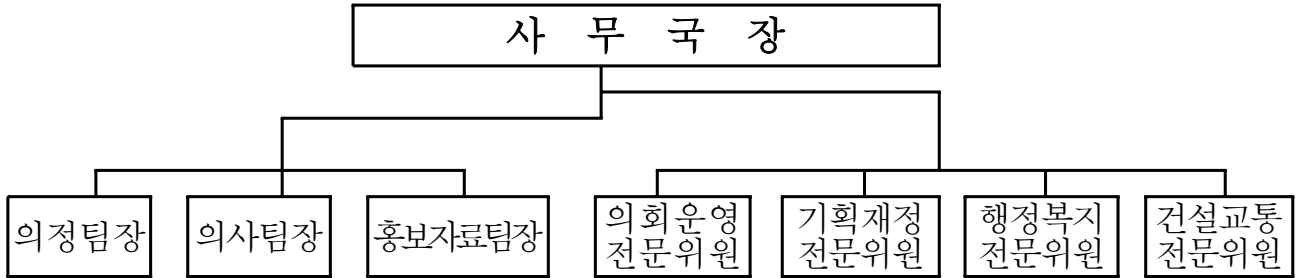 사 무 국 장
의정팀장
의사팀장
홍보자료팀장
의회운영
전문위원
기획재정
전문위원
행정복지
전문위원
건설교통
전문위원